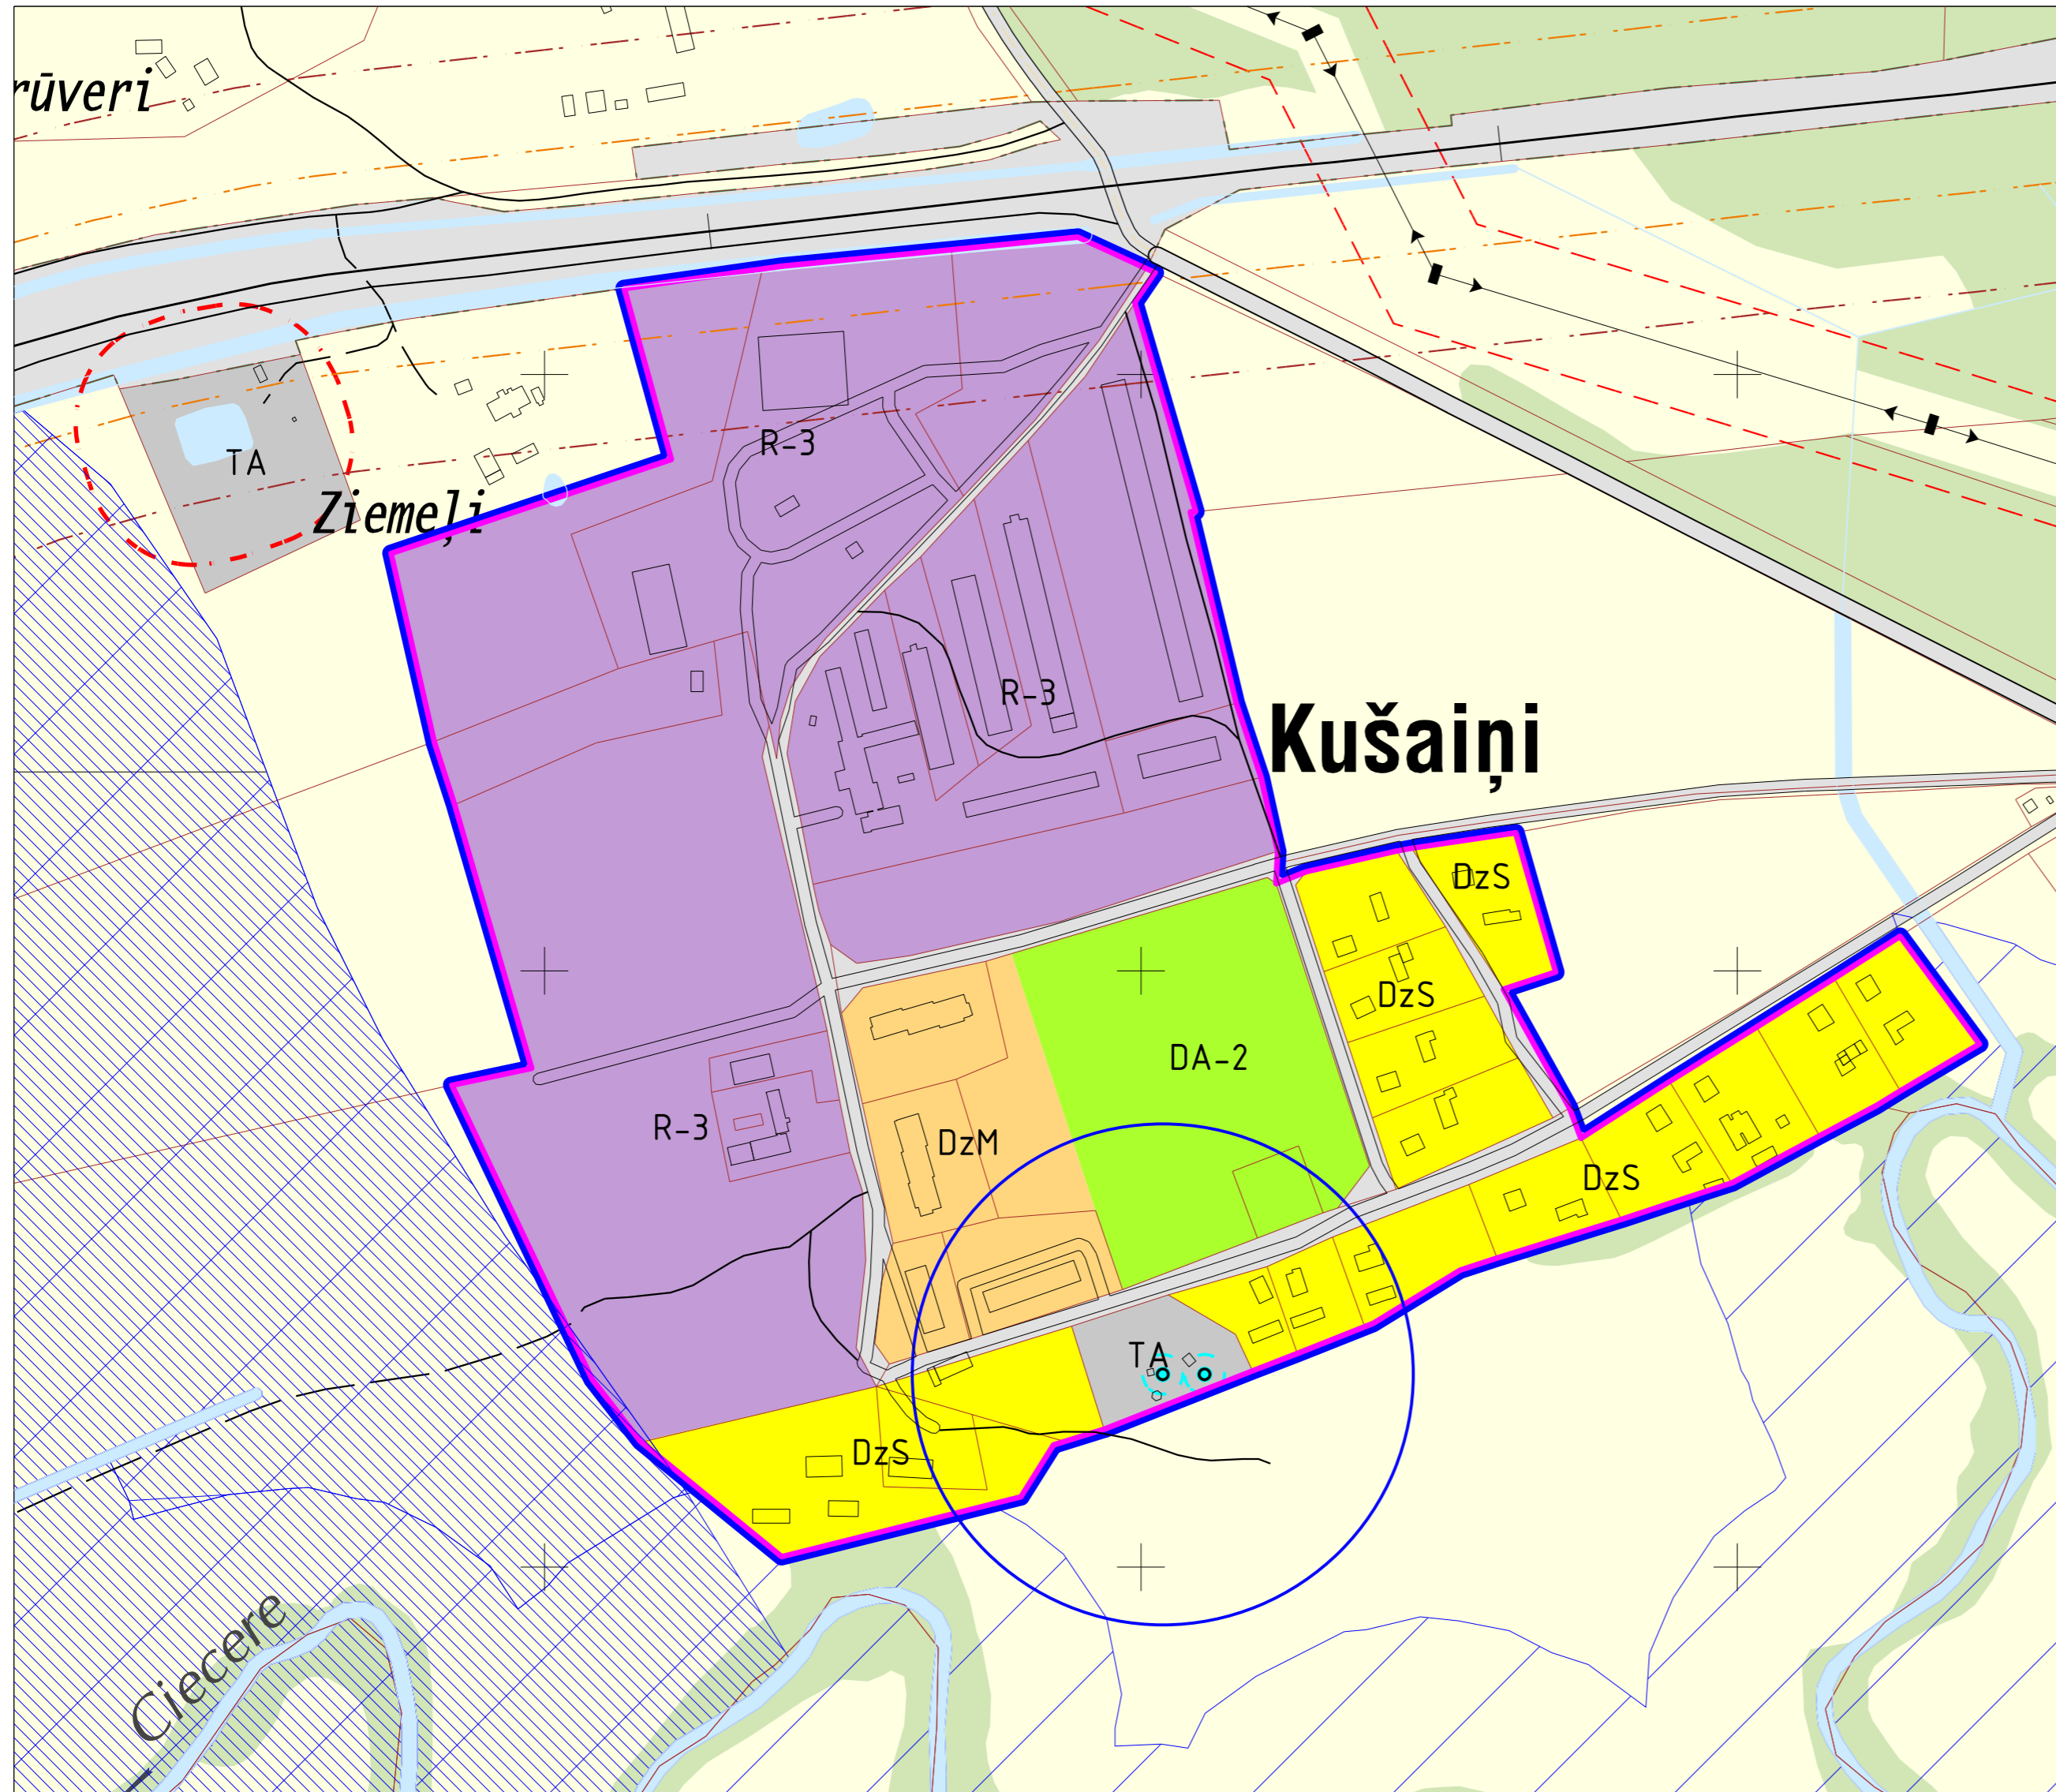 rūveri
R-3
TA
Ziemeļi
R-3
Kušaiņi
DzS
DzS
DA-2
R-3
DzM
DzS
TA
DzS
Ciecere